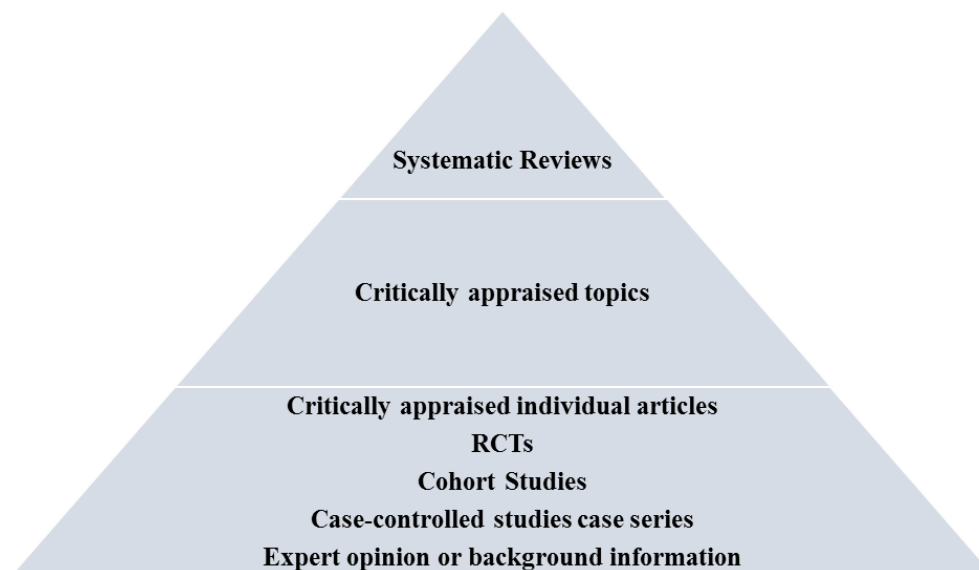 Systematic Reviews
Critically appraised topics
Critically appraised individual articles
RCTs
Cohort Studies
Case-controlled studies case series
Expert opinion or background information